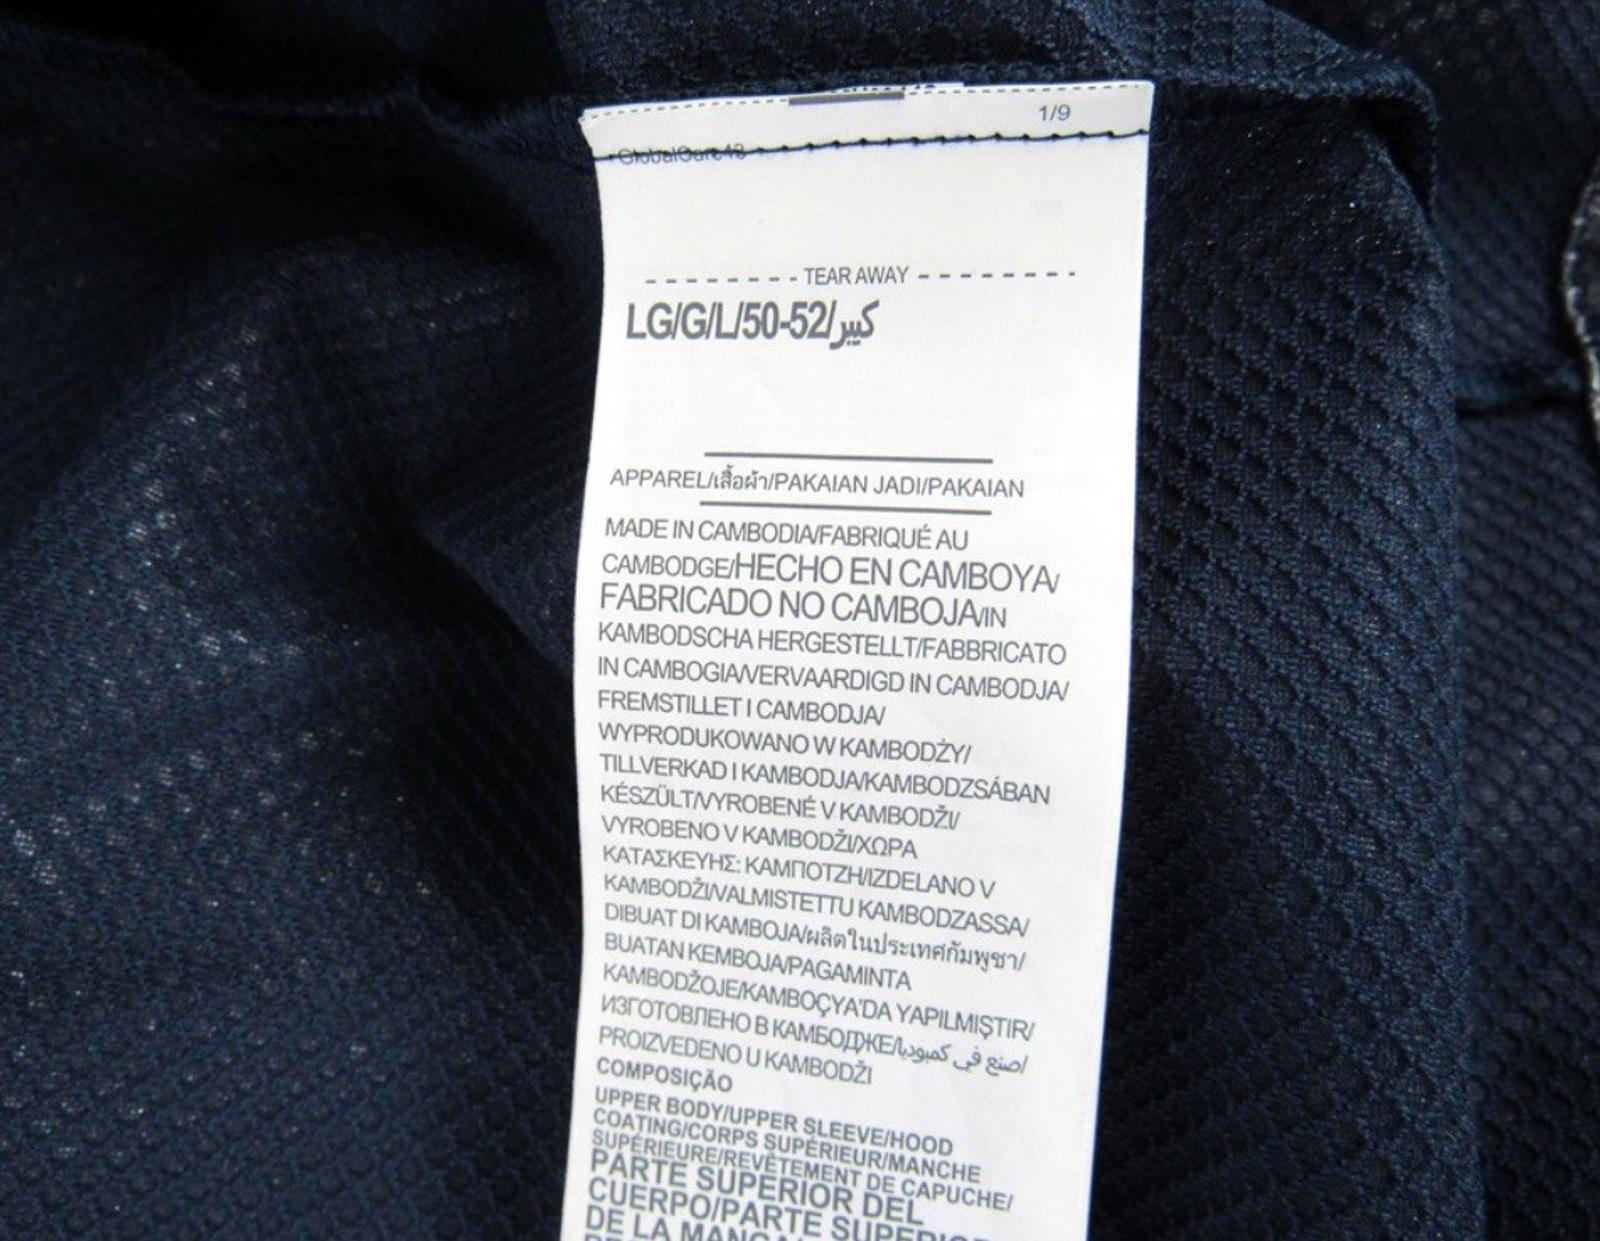 1/9
GlobalCare43
TEAR AWAY
LG/G/L/50-52/كبير
APPAREL/เสื้อผ้า/PAKAIAN JADI/PAKAIAN
MADE IN CAMBODIA/FABRIQUÉ AU
CAMBODGE/HECHO EN CAMBOYA/
FABRICADO NO CAMBOJA/IN
KAMBODSCHA HERGESTELLT/FABBRICATO
IN CAMBOGIA/VERVAARDIGD IN CAMBODJA/
FREMSTILLET I CAMBODJA/
WYPRODUKOWANO W KAMBODŻY/
TILLVERKAD I KAMBODJA/KAMBODZSÁBAN
KÉSZÜLT/VYROBENÉ V KAMBODŽI/
VYROBENO V KAMBODŽI/ΧΩΡΑ
ΚΑΤΑΣΚΕΥΗΣ: ΚΑΜΠΟΤΖΗ/IZDELANO V
KAMBODŽI/VALMISTETTU KAMBODZASSA/
DIBUAT DI KAMBOJA/ผลิตในประเทศกัมพูชา/
BUATAN KEMBOJA/PAGAMINTA
KAMBODŽOJE/KAMBOÇYA'DA YAPILMIŞTIR/
ИЗГОТОВЛЕНО В КАМБОДЖЕ/صنع في كمبوديا/
PROIZVEDENO U KAMBODŽI
COMPOSIÇÃO
UPPER BODY/UPPER SLEEVE/HOOD
COATING/CORPS SUPÉRIEUR/MANCHE
SUPÉRIEURE/REVÊTEMENT DE CAPUCHE/
PARTE SUPERIOR DEL
CUERPO/PARTE SUPERIOR
DE LA MANGA/